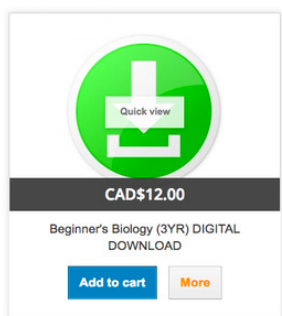 Quick view
CAD$12.00
Beginner's Biology (3YR) DIGITAL
DOWNLOAD
Add to cart
More